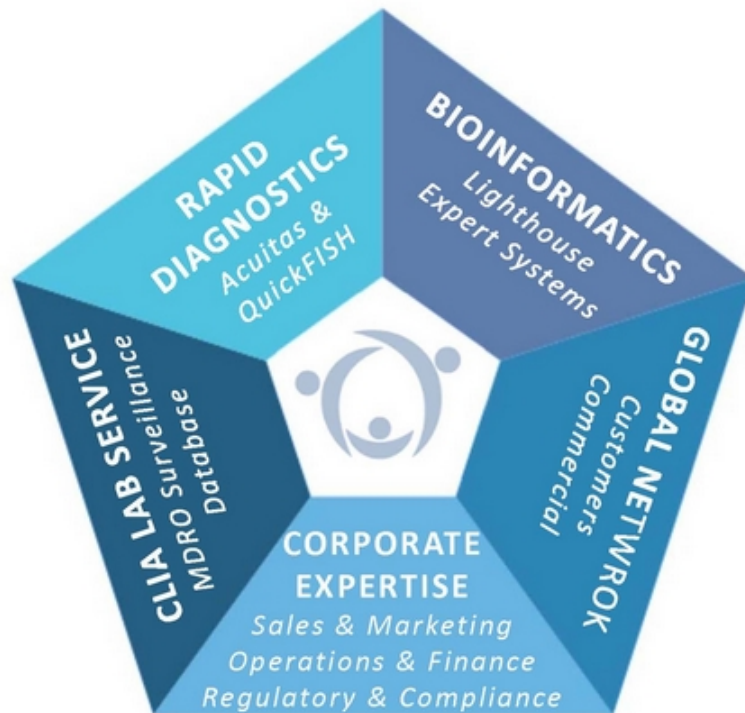 RAPID
DIAGNOSTICS
Acuitas &
QuickFISH
BIOINFORMATICS
Lighthouse
Expert Systems
GLOBAL NETWROK
Customers
Commercial
CORPORATE
EXPERTISE
Sales & Marketing
Operations & Finance
Regulatory & Compliance
CLIA LAB SERVICE
MDRO Surveillance
Database